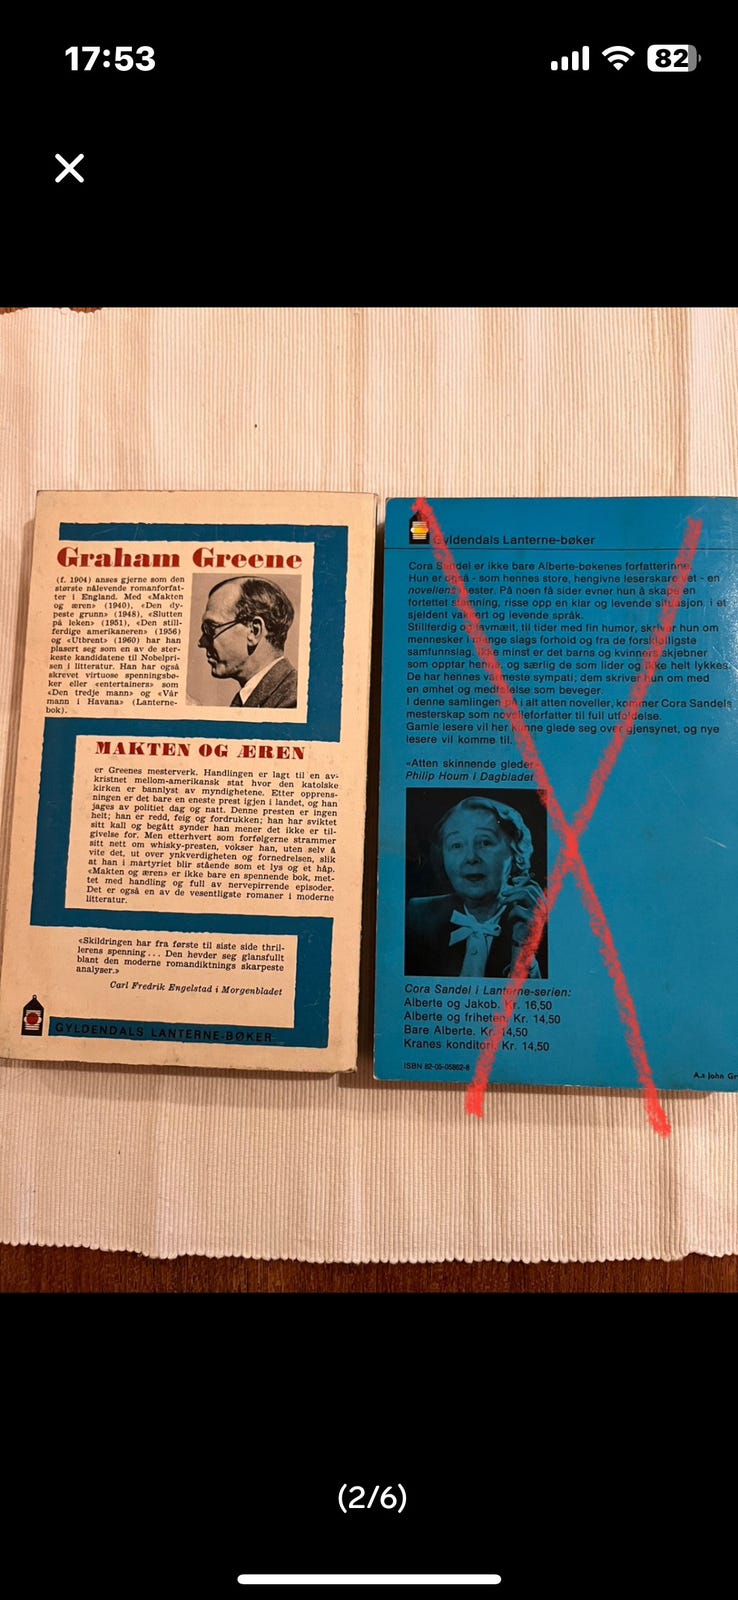 17:53
82
Graham Greene
(f. 1904) anses gjerne som den
største nålevende romanforfat-
ter i England. Med «Makten
og æren» (1940), «Den dy-
peste grunn» (1948), «Slutten
på leken» (1951), «Den still-
ferdige amerikaneren» (1956)
og «Utbrent» (1960) har han
plasert seg som en av de ster-
keste kandidatene til Nobelpri-
sen i litteratur. Han har også
skrevet virtuose spenningsbø-
ker eller «entertainers» som
«Den tredje mann» og «Vår
mann i Havana» (Lanterne-
bok).
MAKTEN OG ÆREN
er Greenes mesterverk. Handlingen er lagt til en av-
kristnet mellom-amerikansk stat hvor den katolske
kirken er bannlyst av myndighetene. Etter opprens-
ningen er det bare en eneste prest igjen i landet, og han
jages av politiet dag og natt. Denne presten er ingen
helt; han er redd, feig og fordrukken; han har sviktet
sitt kall og begått synder han mener det ikke er til-
givelse for. Men etterhvert som forfølgerne strammer
sitt nett om whisky-presten, vokser han, uten selv å
vite det, ut over ynkverdigheten og fornedrelsen, slik
at han i martyriet blir stående som et lys og et håp.
«Makten og æren» er ikke bare en spennende bok, met-
tet med handling og full av nervepirrende episoder.
Det er også en av de vesentligste romaner i moderne
litteratur.
«Skildringen har fra første til siste side thril-
lerens spenning... Den hevder seg glansfullt
blant den moderne romandiktnings skarpeste
analyser.»
Carl Fredrik Engelstad i Morgenbladet
GYLDENDALS LANTERNE-BØKER
Gyldendals Lanterne-bøker
Cora Sandel er ikke bare Alberte-bøkenes forfatterinne.
Hun er også - som hennes store, hengivne leserskare vet - en
novellens mester. På noen få sider evner hun å skape en
fortettet stemning, risse opp en klar og levende situasjon, i et
sjeldent vakkert og levende språk.
Stillferdig og lavmælt, til tider med fin humor, skriver hun om
mennesker i mange slags forhold og fra de forskjelligste
samfunnslag. Ikke minst er det barns og kvinners skjebner
som opptar henne, og særlig de som lider og ikke helt lykkes.
De har hennes varmeste sympati; dem skriver hun om med
en ømhet og medfølelse som beveger.
I denne samlingen på i alt atten noveller, kommer Cora Sandels
mesterskap som novelleforfatter til full utfoldelse.
Gamle lesere vil her kunne glede seg over gjensynet, og nye
lesere vil komme til.
«Atten skinnende gleder»
Philip Houm i Dagbladet
Cora Sandel i Lanterne-serien:
Alberte og Jakob. Kr. 16,50
Alberte og friheten. Kr. 14,50
Bare Alberte. Kr. 14,50
Kranes konditori. Kr. 14,50
ISBN 82-05-05862-8
A.s John Gr
(2/6)